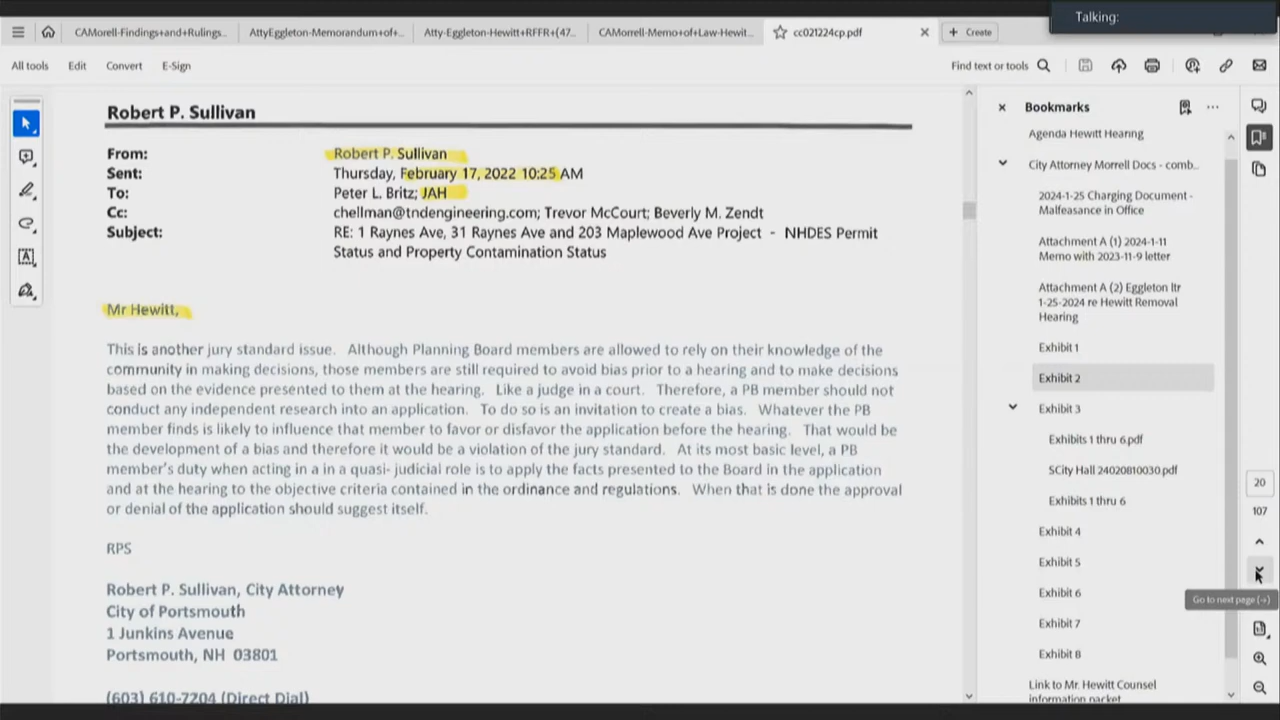 Talking:
CAMorell-Findings+and+Rulings...
AttyEggleton-Memorandum+of+...
Atty-Eggleton-Hewitt+RFFR+(47...
CAMorrell-Memo+of+Law-Hewit...
cc021224cp.pdf
Create
All tools
Edit
Convert
E-Sign
Find text or tools
Robert P. Sullivan
From: Robert P. Sullivan
Sent: Thursday, February 17, 2022 10:25 AM
To: Peter L. Britz; JAH
Cc: chellman@tndengineering.com; Trevor McCourt; Beverly M. Zendt
Subject: RE: 1 Raynes Ave, 31 Raynes Ave and 203 Maplewood Ave Project - NHDES Permit
Status and Property Contamination Status
Mr Hewitt,
This is another jury standard issue. Although Planning Board members are allowed to rely on their knowledge of the
community in making decisions, those members are still required to avoid bias prior to a hearing and to make decisions
based on the evidence presented to them at the hearing. Like a judge in a court. Therefore, a PB member should not
conduct any independent research into an application. To do so is an invitation to create a bias. Whatever the PB
member finds is likely to influence that member to favor or disfavor the application before the hearing. That would be
the development of a bias and therefore it would be a violation of the jury standard. At its most basic level, a PB
member's duty when acting in a in a quasi- judicial role is to apply the facts presented to the Board in the application
and at the hearing to the objective criteria contained in the ordinance and regulations. When that is done the approval
or denial of the application should suggest itself.
RPS
Robert P. Sullivan, City Attorney
City of Portsmouth
1 Junkins Avenue
Portsmouth, NH 03801
(603) 610-7204 (Direct Dial)
Bookmarks
Agenda Hewitt Hearing
City Attorney Morrell Docs - comb...
2024-1-25 Charging Document -
Malfeasance in Office
Attachment A (1) 2024-1-11
Memo with 2023-11-9 letter
Attachment A (2) Eggleton ltr
1-25-2024 re Hewitt Removal
Hearing
Exhibit 1
Exhibit 2
Exhibit 3
Exhibits 1 thru 6.pdf
SCity Hall 24020810030.pdf
Exhibits 1 thru 6
Exhibit 4
Exhibit 5
Exhibit 6
Exhibit 7
Exhibit 8
Link to Mr. Hewitt Counsel
information packet
20
107
Go to next page (→)